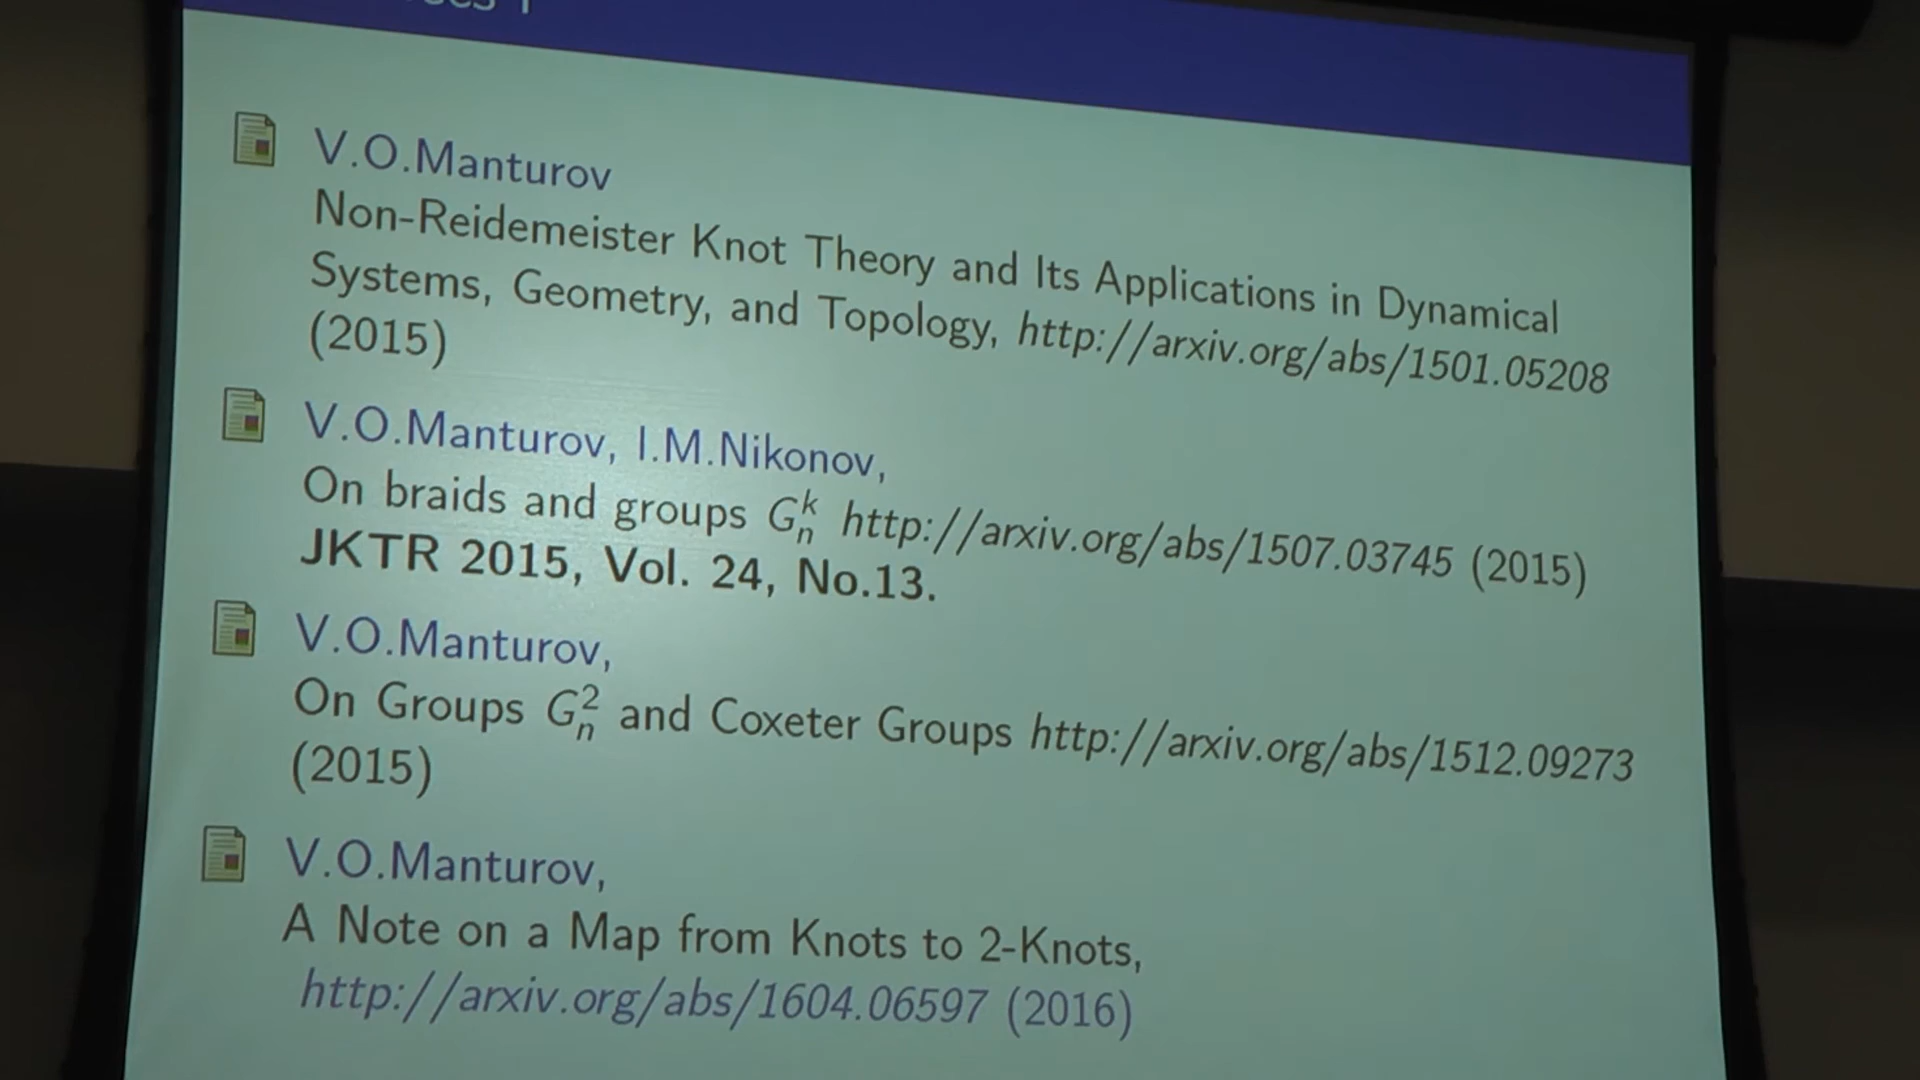 V.O.Manturov
Non-Reidemeister Knot Theory and Its Applications in Dynamical
Systems, Geometry, and Topology, http://arxiv.org/abs/1501.05208
(2015)
V.O.Manturov, I.M.Nikonov,
On braids and groups G_n^k http://arxiv.org/abs/1507.03745 (2015)
JKTR 2015, Vol. 24, No.13.
V.O.Manturov,
On Groups G_n^2 and Coxeter Groups http://arxiv.org/abs/1512.09273
(2015)
V.O.Manturov,
A Note on a Map from Knots to 2-Knots,
http://arxiv.org/abs/1604.06597 (2016)